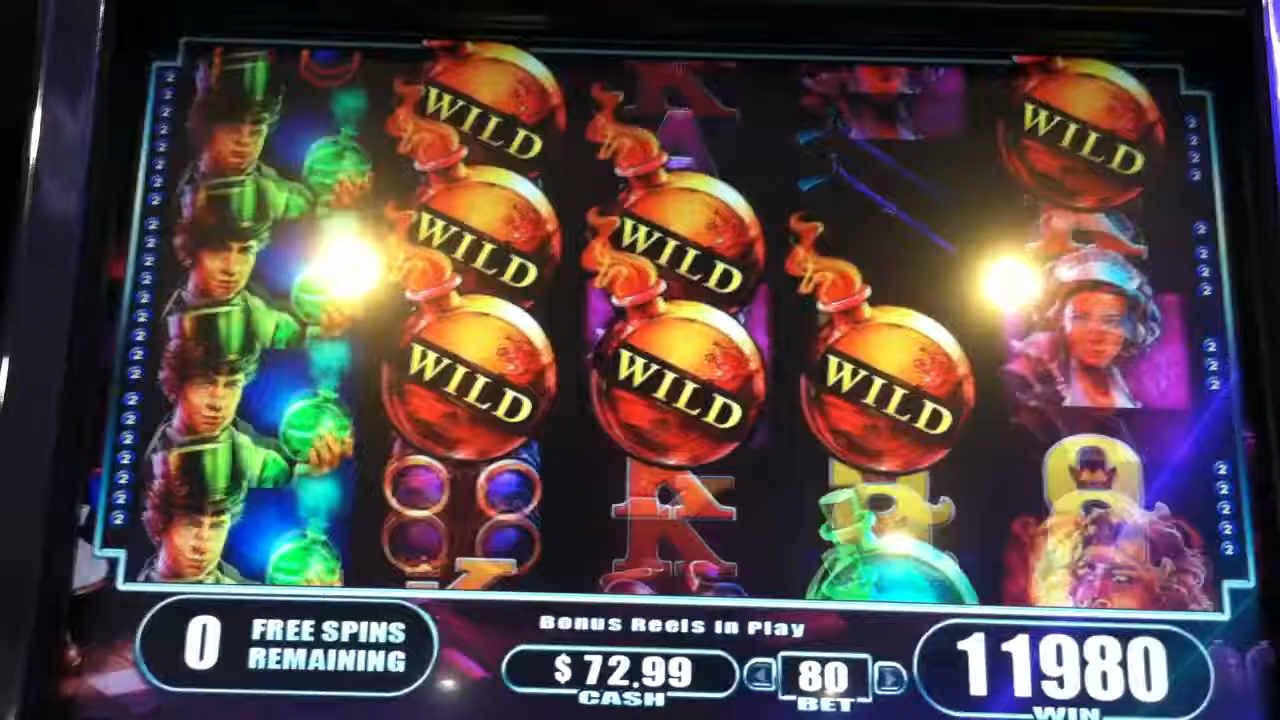 WILD
WILD
WILD WILD
WILD WILD WILD
K
K
K
0 FREE SPINS REMAINING
Bonus Reels In Play
$72.99
CASH
80
BET
11980
WIN